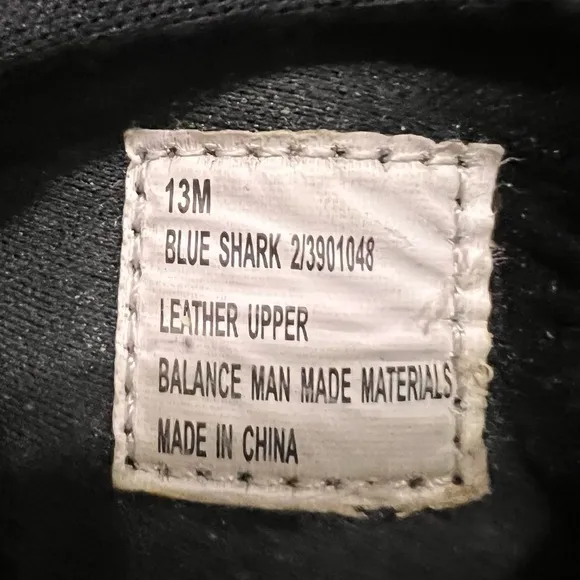 13M
BLUE SHARK 2/3901048
LEATHER UPPER
BALANCE MAN MADE MATERIALS
MADE IN CHINA